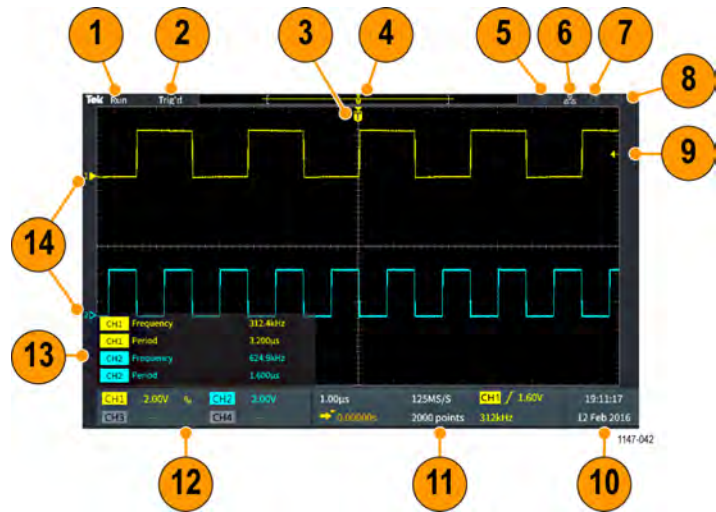 1 2 3 4 5 6 7 8
Tek Run Trig'd
9
14
13
CH1 Frequency 312.4kHz
CH1 Period 3.200µs
CH2 Frequency 624.9kHz
CH2 Period 1.600µs
CH1 2.00V CH2 2.00V 1.00µs 125MS/S CH1 1.60V 19:11:17
CH3 CH4 0.00000s 2000 points 312kHz 12 Feb 2016
1147-042
12 11 10